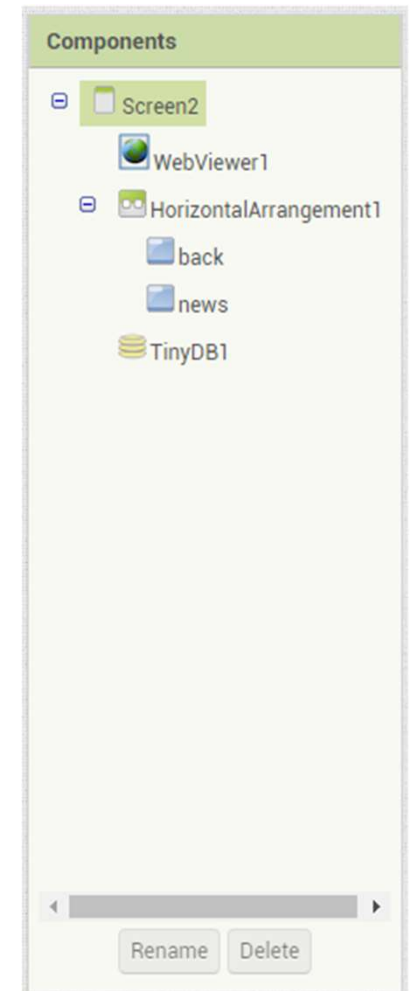 Components
Screen2
WebViewer1
HorizontalArrangement1
back
news
TinyDB1
Rename Delete